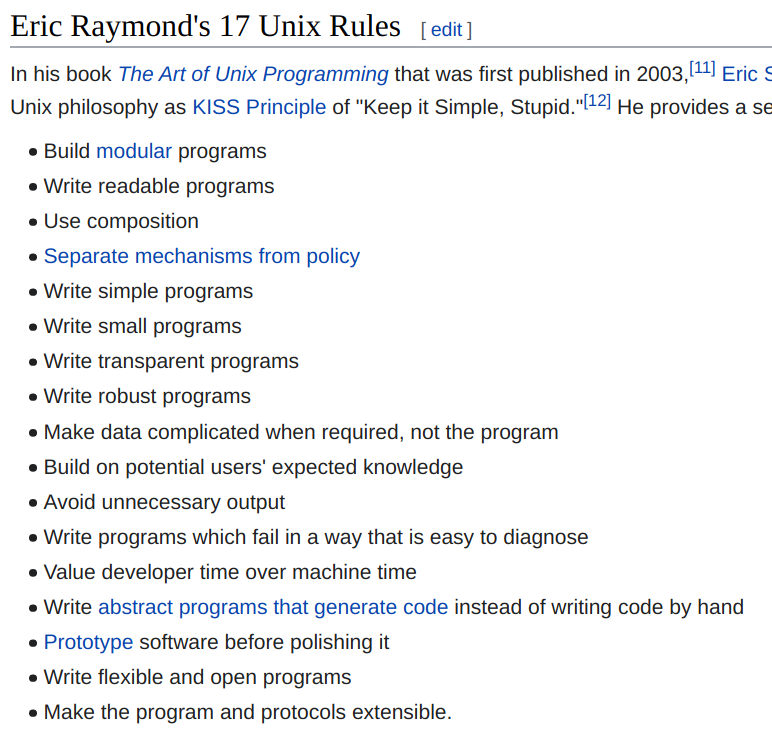 Eric Raymond's 17 Unix Rules [ edit ]
In his book The Art of Unix Programming that was first published in 2003,[11] Eric
Unix philosophy as KISS Principle of "Keep it Simple, Stupid."[12] He provides a
• Build modular programs
• Write readable programs
• Use composition
• Separate mechanisms from policy
• Write simple programs
• Write small programs
• Write transparent programs
• Write robust programs
• Make data complicated when required, not the program
• Build on potential users' expected knowledge
• Avoid unnecessary output
• Write programs which fail in a way that is easy to diagnose
• Value developer time over machine time
• Write abstract programs that generate code instead of writing code by hand
• Prototype software before polishing it
• Write flexible and open programs
• Make the program and protocols extensible.